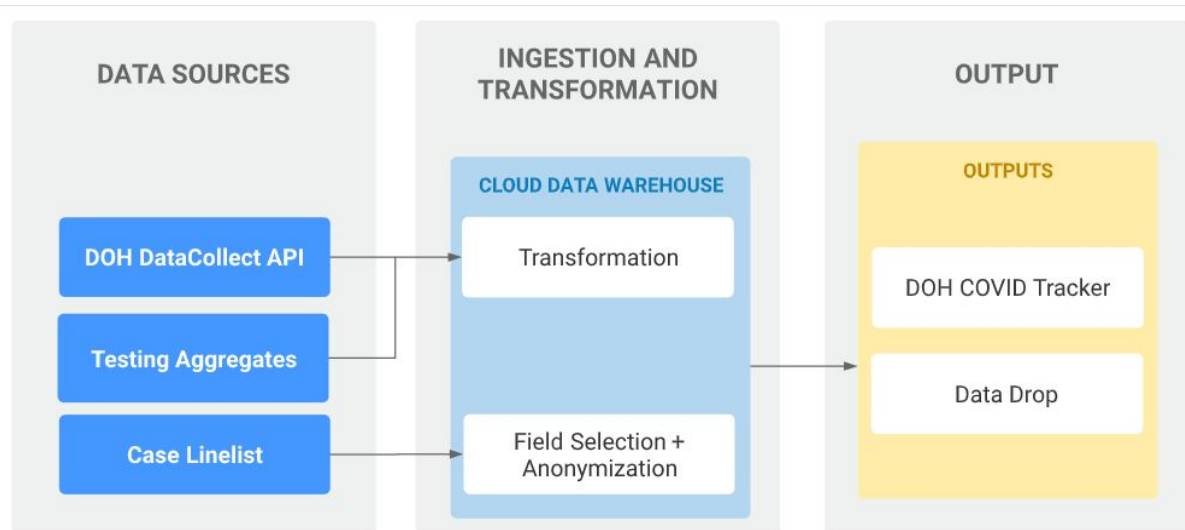 DATA SOURCES
DOH DataCollect API
Testing Aggregates
Case Linelist
INGESTION AND
TRANSFORMATION
CLOUD DATA WAREHOUSE
Transformation
Field Selection +
Anonymization
OUTPUT
OUTPUTS
DOH COVID Tracker
Data Drop